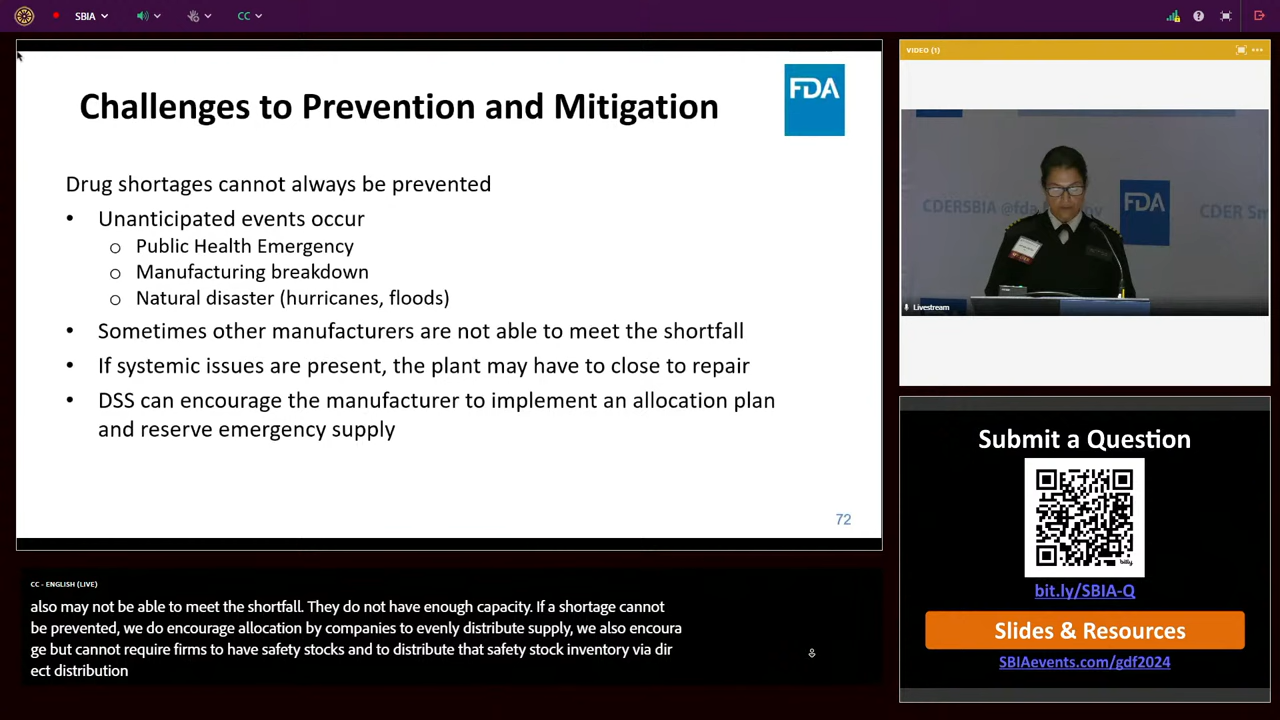 SBIA
CC
Challenges to Prevention and Mitigation
FDA
Drug shortages cannot always be prevented
• Unanticipated events occur
o Public Health Emergency
o Manufacturing breakdown
o Natural disaster (hurricanes, floods)
• Sometimes other manufacturers are not able to meet the shortfall
• If systemic issues are present, the plant may have to close to repair
• DSS can encourage the manufacturer to implement an allocation plan
and reserve emergency supply
72
CC - ENGLISH (LIVE)
also may not be able to meet the shortfall. They do not have enough capacity. If a shortage cannot
be prevented, we do encourage allocation by companies to evenly distribute supply, we also encoura
ge but cannot require firms to have safety stocks and to distribute that safety stock inventory via dir
ect distribution
VIDEO (1)
CDERSBIA @fda
FDA
CDER Sm
Livestream
Submit a Question
bitly
bit.ly/SBIA-Q
Slides & Resources
SBIAevents.com/gdf2024